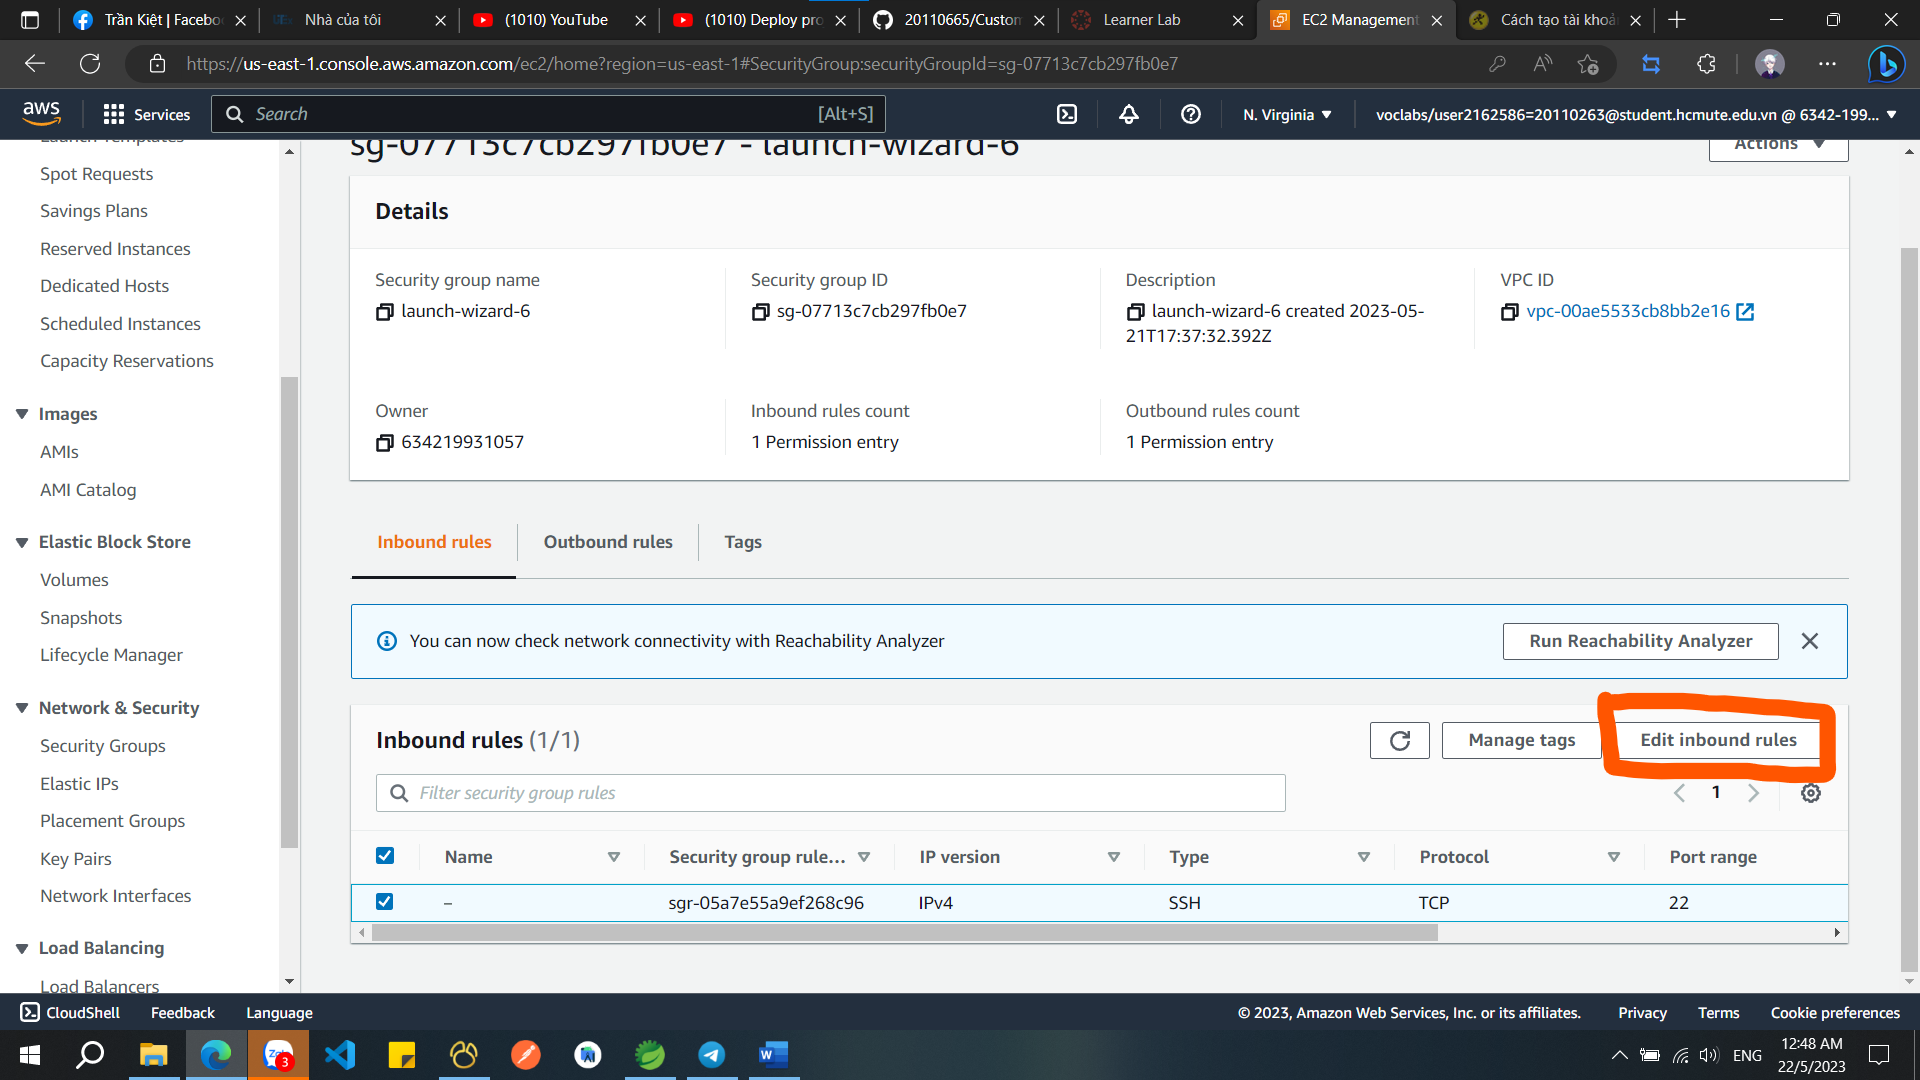 Trần Kiệt | Facebo
Nhà của tôi
(1010) YouTube
(1010) Deploy pro
20110665/Custom
Learner Lab
EC2 Management
Cách tạo tài khoả
https://us-east-1.console.aws.amazon.com/ec2/home?region=us-east-1#SecurityGroup:securityGroupId=sg-07713c7cb297fb0e7
aws
Services
Search
[Alt+S]
N. Virginia
voclabs/user2162586=20110263@student.hcmute.edu.vn @ 6342-199...
Launch Templates
Spot Requests
Savings Plans
Reserved Instances
Dedicated Hosts
Scheduled Instances
Capacity Reservations
Images
AMIs
AMI Catalog
Elastic Block Store
Volumes
Snapshots
Lifecycle Manager
Network & Security
Security Groups
Elastic IPs
Placement Groups
Key Pairs
Network Interfaces
Load Balancing
Load Balancers
sg-07713c7cb297fb0e7 - launch-wizard-6
Actions
Details
Security group name
launch-wizard-6
Security group ID
sg-07713c7cb297fb0e7
Description
launch-wizard-6 created 2023-05-
21T17:37:32.392Z
VPC ID
vpc-00ae5533cb8bb2e16
Owner
634219931057
Inbound rules count
1 Permission entry
Outbound rules count
1 Permission entry
Inbound rules
Outbound rules
Tags
You can now check network connectivity with Reachability Analyzer
Run Reachability Analyzer
Inbound rules (1/1)
Manage tags
Edit inbound rules
Filter security group rules
1
Name
Security group rule...
IP version
Type
Protocol
Port range
–
sgr-05a7e55a9ef268c96
IPv4
SSH
TCP
22
CloudShell
Feedback
Language
© 2023, Amazon Web Services, Inc. or its affiliates.
Privacy
Terms
Cookie preferences
3
ENG
12:48 AM
22/5/2023